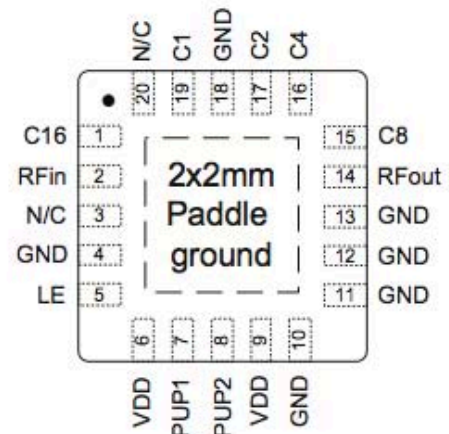 N/C C1 GND C2 C4
20 19 18 17 16
C16 1 15 C8
RFin 2 14 RFout
N/C 3 13 GND
GND 4 12 GND
LE 5 11 GND
2x2mm
Paddle
ground
6 7 8 9 10
VDD PUP1 PUP2 VDD GND